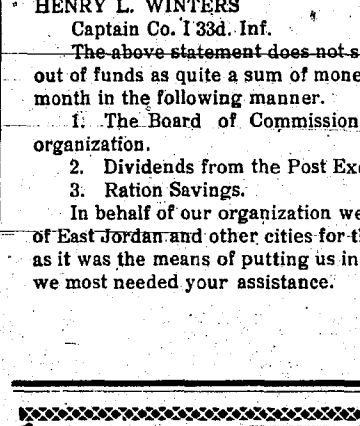 HENRY L. WINTERS
Captain Co. I 33d. Inf.
The above statement does not s
out of funds as quite a sum of mone
month in the following manner.
1. The Board of Commission
organization.
2. Dividends from the Post Ex
3. Ration Savings.
In behalf of our organization we
of East Jordan and other cities for t
as it was the means of putting us in
we most needed your assistance.